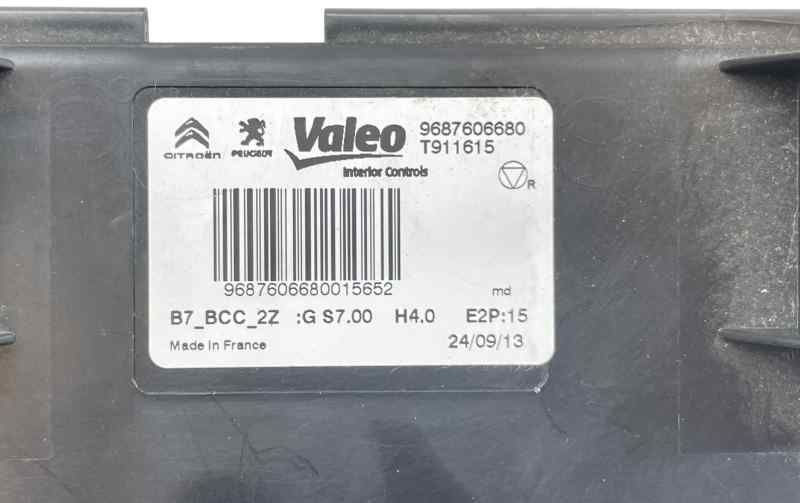 CITROËN PEUGEOT Valeo 9687606680
T911615
Interior Controls
R
9687606680015652
md
B7_BCC_2Z :G S7.00 H4.0 E2P:15
Made in France 24/09/13